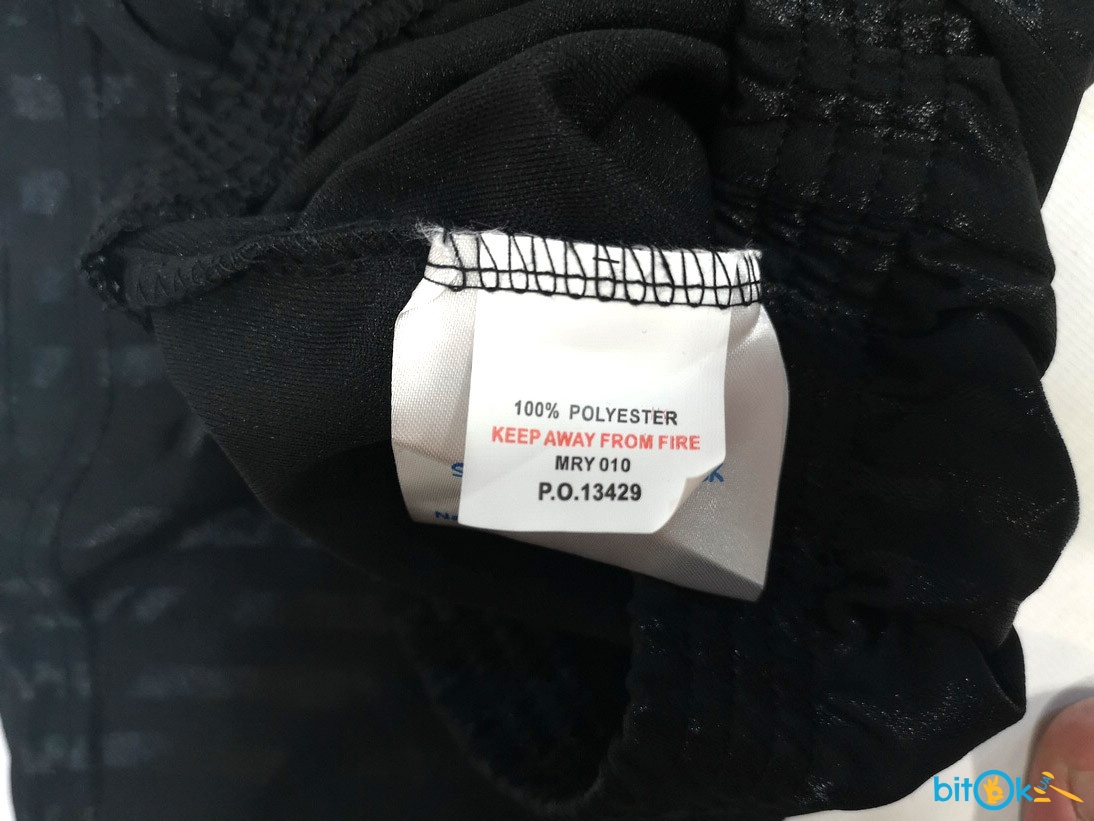 100% POLYESTER
KEEP AWAY FROM FIRE
MRY 010
P.O.13429
bitOk